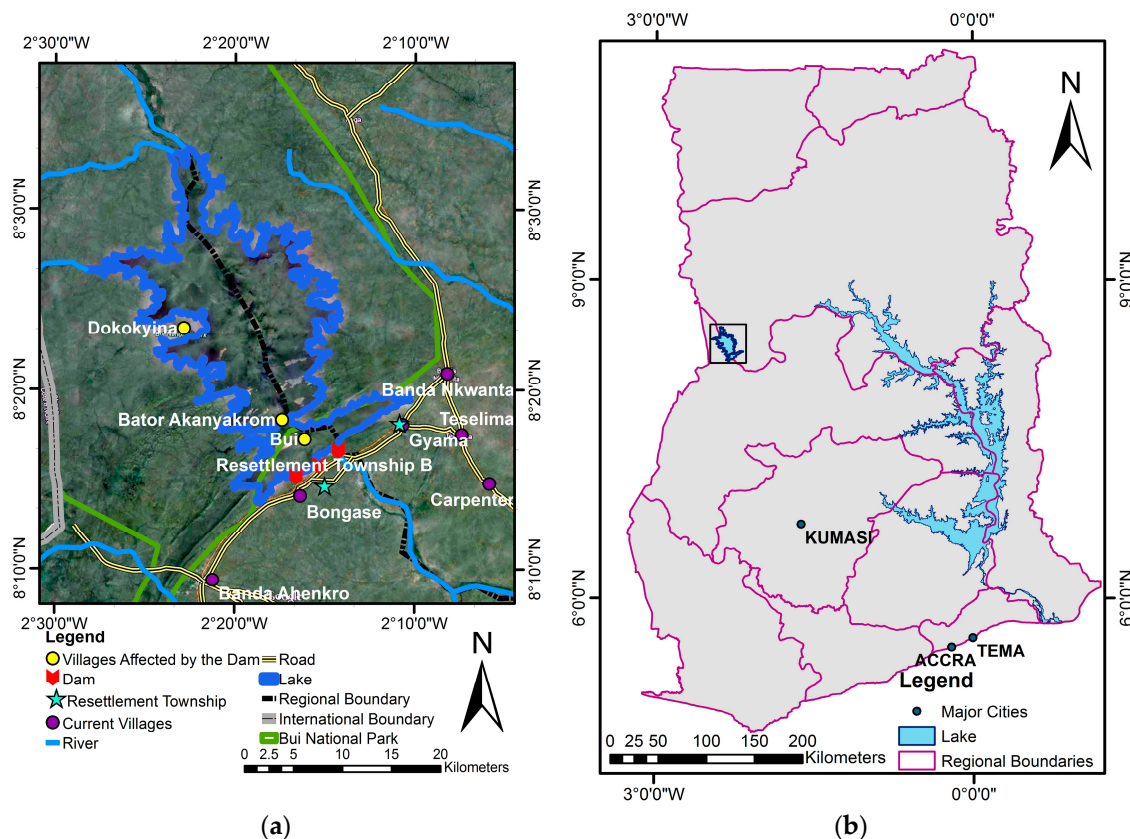 2°30'0"W 2°20'0"W 2°10'0"W
3°0'0"W 0°0'0"
N
8°30'0"N 8°30'0"N
9°0'0"N 9°0'0"N
Dokokyina
8°20'0"N 8°20'0"N
Banda Nkwanta
Bator Akanyakrom
Teselima
Bui
Gyama
Resettlement Township B
Carpenter
Bongase
KUMASI
8°10'0"N 8°10'0"N
Banda Ahenkro
6°0'0"N 6°0'0"N
2°30'0"W 2°20'0"W 2°10'0"W
TEMA
ACCRA
Legend
Villages Affected by the Dam
Dam
Resettlement Township
Current Villages
River
Road
Lake
Regional Boundary
International Boundary
Bui National Park
N
0 2.5 5 10 15 20
Kilometers
Legend
Major Cities
Lake
Regional Boundaries
0 25 50 100 150 200
Kilometers
3°0'0"W 0°0'0"
(a) (b)